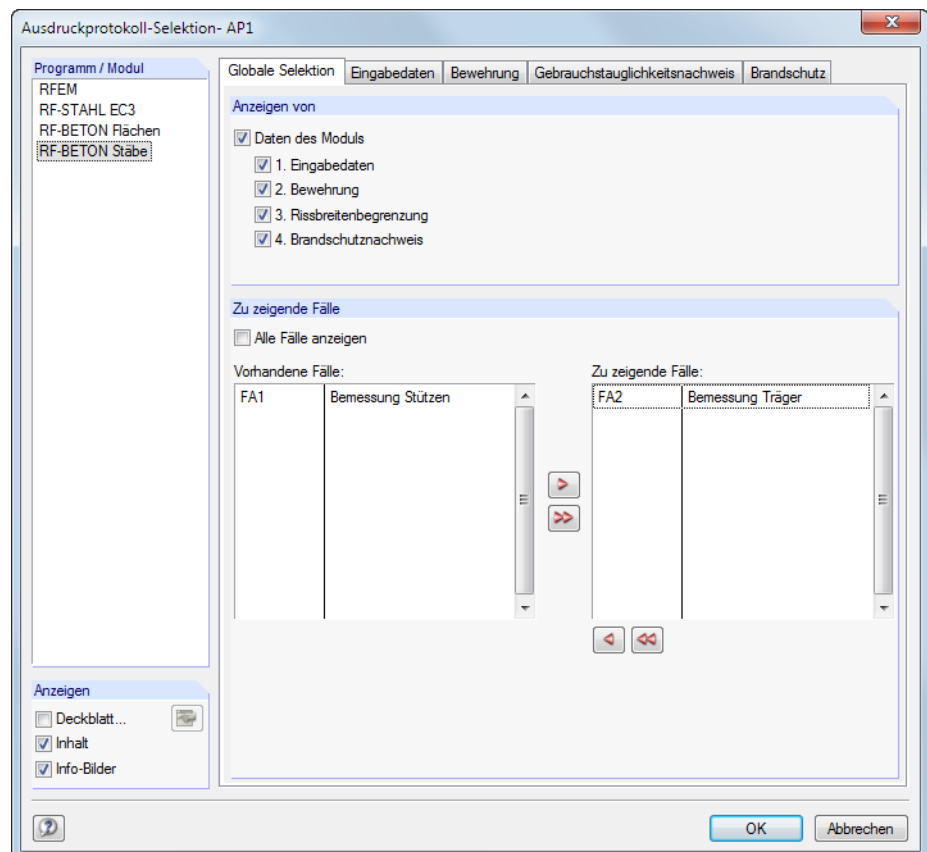 Ausdruckprotokoll-Selektion- AP1
Programm / Modul
RFEM
RF-STAHL EC3
RF-BETON Flächen
RF-BETON Stäbe
Globale Selektion
Eingabedaten
Bewehrung
Gebrauchstauglichkeitsnachweis
Brandschutz
Anzeigen von
Daten des Moduls
1. Eingabedaten
2. Bewehrung
3. Rissbreitenbegrenzung
4. Brandschutznachweis
Zu zeigende Fälle
Alle Fälle anzeigen
Vorhandene Fälle:
FA1 Bemessung Stützen
Zu zeigende Fälle:
FA2 Bemessung Träger
Anzeigen
Deckblatt...
Inhalt
Info-Bilder
OK
Abbrechen